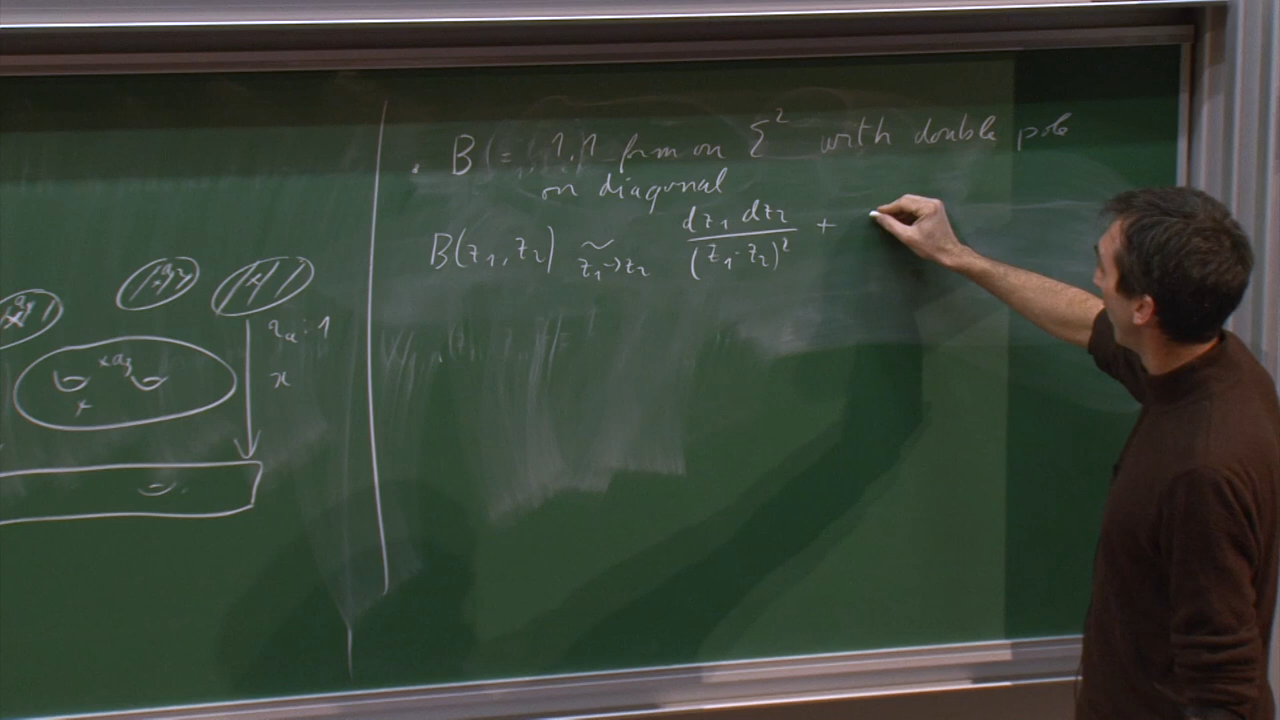 . B = 1,1 form on Σ² with double pole
on diagonal
B(z₁,z₂) ~ z₁→z₂ dz₁ dz₂ / (z₁-z₂)² +
x a₃
x